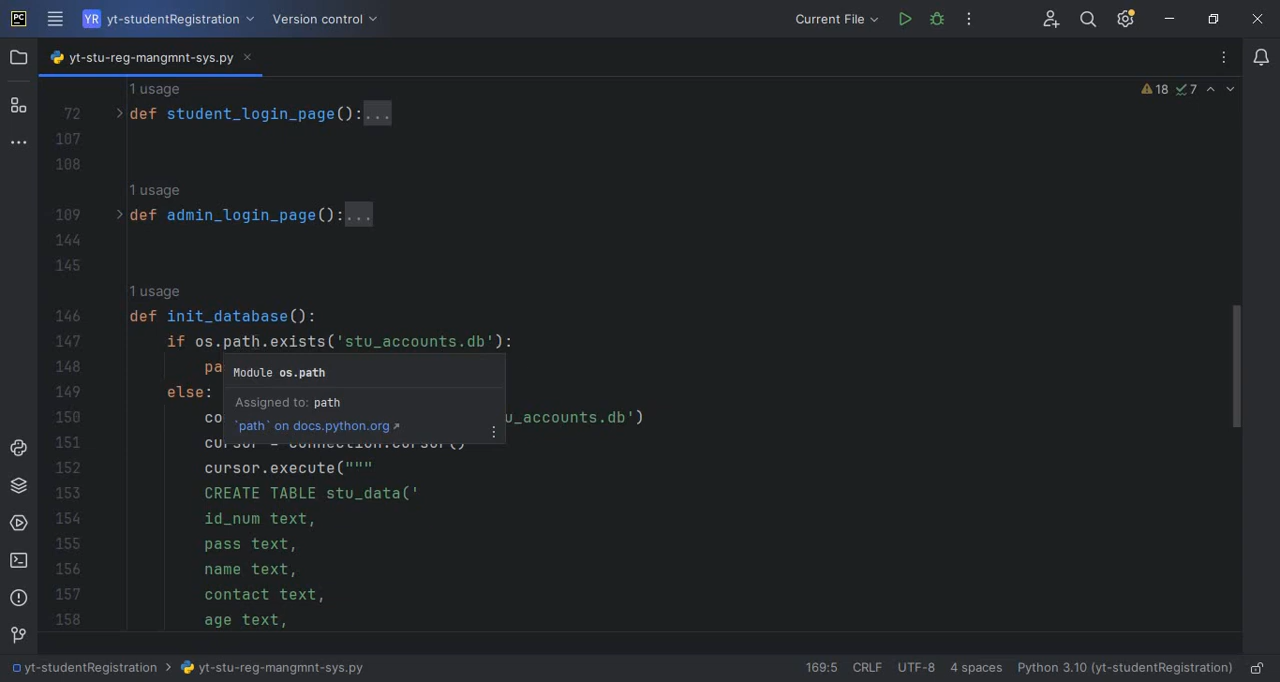 PC YR yt-studentRegistration Version control Current File
yt-stu-reg-mangmnt-sys.py
1 usage 18 7
72 def student_login_page():...
107
108
1 usage
109 def admin_login_page():...
144
145
1 usage
146 def init_database():
147 if os.path.exists('stu_accounts.db'):
148 pa
Module os.path
149 else:
Assigned to: path
150 co u_accounts.db')
`path` on docs.python.org
151 cursor = connection.cursor()
152 cursor.execute("""
153 CREATE TABLE stu_data('
154 id_num text,
155 pass text,
156 name text,
157 contact text,
158 age text,
yt-studentRegistration yt-stu-reg-mangmnt-sys.py 169:5 CRLF UTF-8 4 spaces Python 3.10 (yt-studentRegistration)